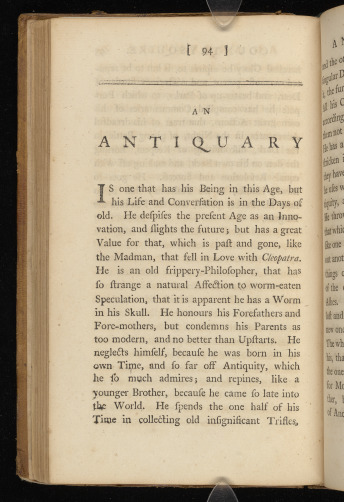 [ 94 ]
AN
ANTIQUARY
IS one that has his Being in this Age, but
his Life and Converſation is in the Days of
old. He deſpiſes the preſent Age as an Inno-
vation, and ſlights the future; but has a great
Value for that, which is paſt and gone, like
the Madman, that fell in Love with Cleopatra.
He is an old frippery-Philoſopher, that has
ſo ſtrange a natural Affection to worm-eaten
Speculation, that it is apparent he has a Worm
in his Skull. He honours his Forefathers and
Fore-mothers, but condemns his Parents as
too modern, and no better than Upſtarts. He
neglects himſelf, becauſe he was born in his
own Time, and ſo far off Antiquity, which
he ſo much admires; and repines, like a
younger Brother, becauſe he came ſo late into
the World. He ſpends the one half of his
Time in collecting old inſignificant Trifles,